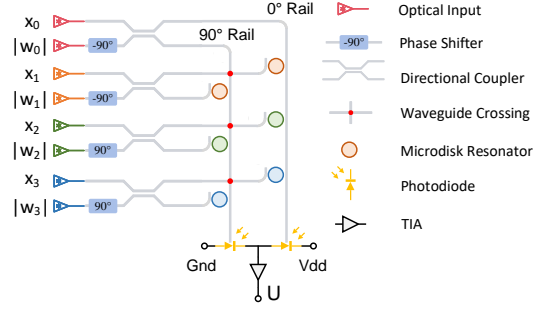 x₀
0° Rail
|w₀|
-90°
90° Rail
x₁
|w₁|
-90°
x₂
|w₂|
90°
x₃
|w₃|
90°
Gnd
Vdd
U
Optical Input
-90°
Phase Shifter
Directional Coupler
Waveguide Crossing
Microdisk Resonator
Photodiode
TIA